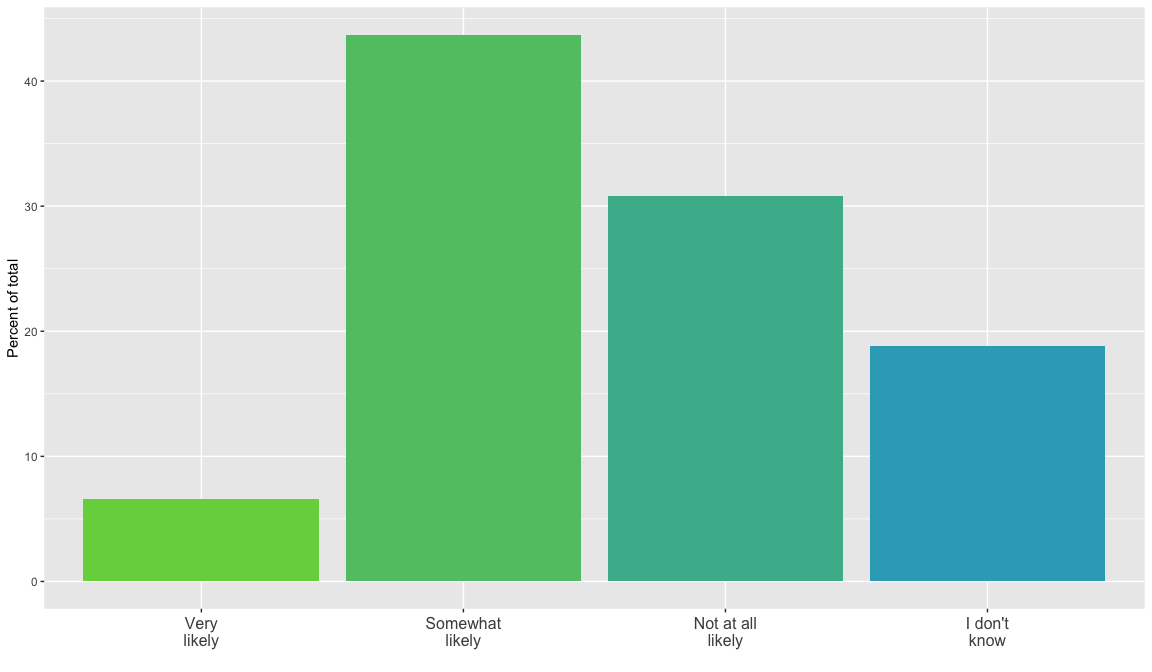 Percent of total
40
30
20
10
0
Very
likely
Somewhat
likely
Not at all
likely
I don't
know